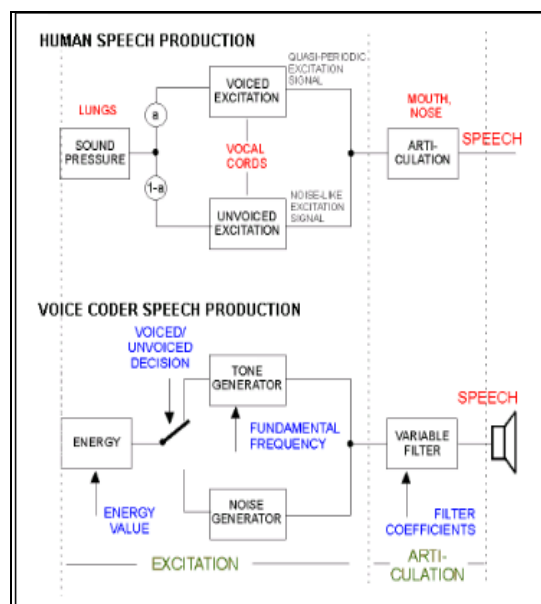 HUMAN SPEECH PRODUCTION
QUASI-PERIODIC
EXCITATION
SIGNAL
LUNGS
a
VOICED
EXCITATION
MOUTH,
NOSE
SPEECH
SOUND
PRESSURE
VOCAL
CORDS
ARTI-
CULATION
1-a
UNVOICED
EXCITATION
NOISE-LIKE
EXCITATION
SIGNAL
VOICE CODER SPEECH PRODUCTION
VOICED/
UNVOICED
DECISION
TONE
GENERATOR
SPEECH
ENERGY
FUNDAMENTAL
FREQUENCY
VARIABLE
FILTER
ENERGY
VALUE
NOISE
GENERATOR
FILTER
COEFFICIENTS
EXCITATION
ARTI-
CULATION